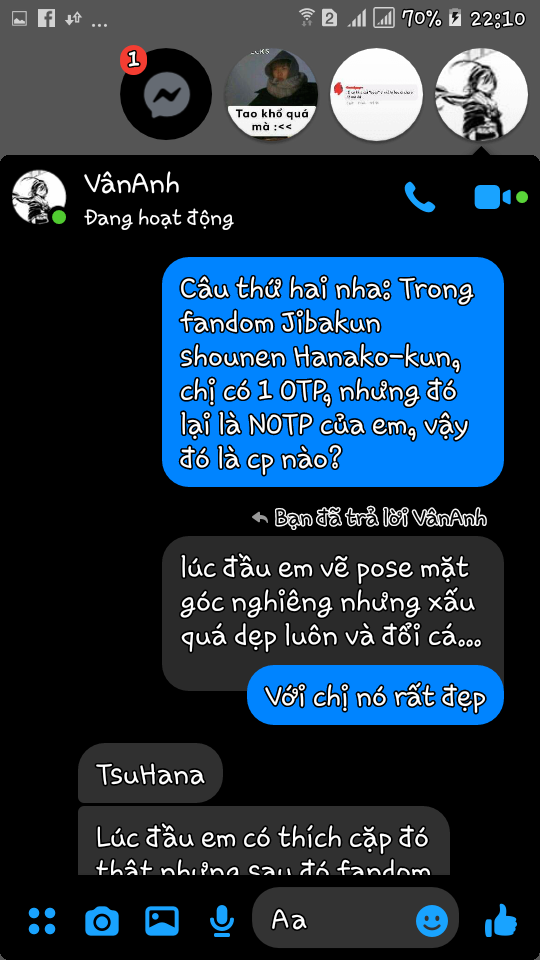 70% 22:10
1
Tao khổ quá
mà :<<
VânAnh
Đang hoạt động
Câu thứ hai nha: Trong
fandom Jibakun
shounen Hanako-kun,
chị có 1 OTP, nhưng đó
lại là NOTP của em, vậy
đó là cp nào?
Bạn đã trả lời VânAnh
lúc đầu em vẽ pose mặt
góc nghiêng nhưng xấu
quá dẹp luôn và đổi cá...
Với chị nó rất đẹp
TsuHana
Lúc đầu em có thích cặp đó
thật nhưng sau đó fandom
Aa